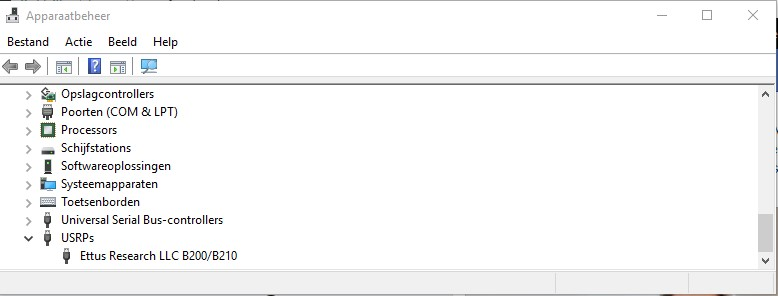 Apparaatbeheer
Bestand Actie Beeld Help
Opslagcontrollers
Poorten (COM & LPT)
Processors
Schijfstations
Softwareoplossingen
Systeemapparaten
Toetsenborden
Universal Serial Bus-controllers
USRPs
Ettus Research LLC B200/B210